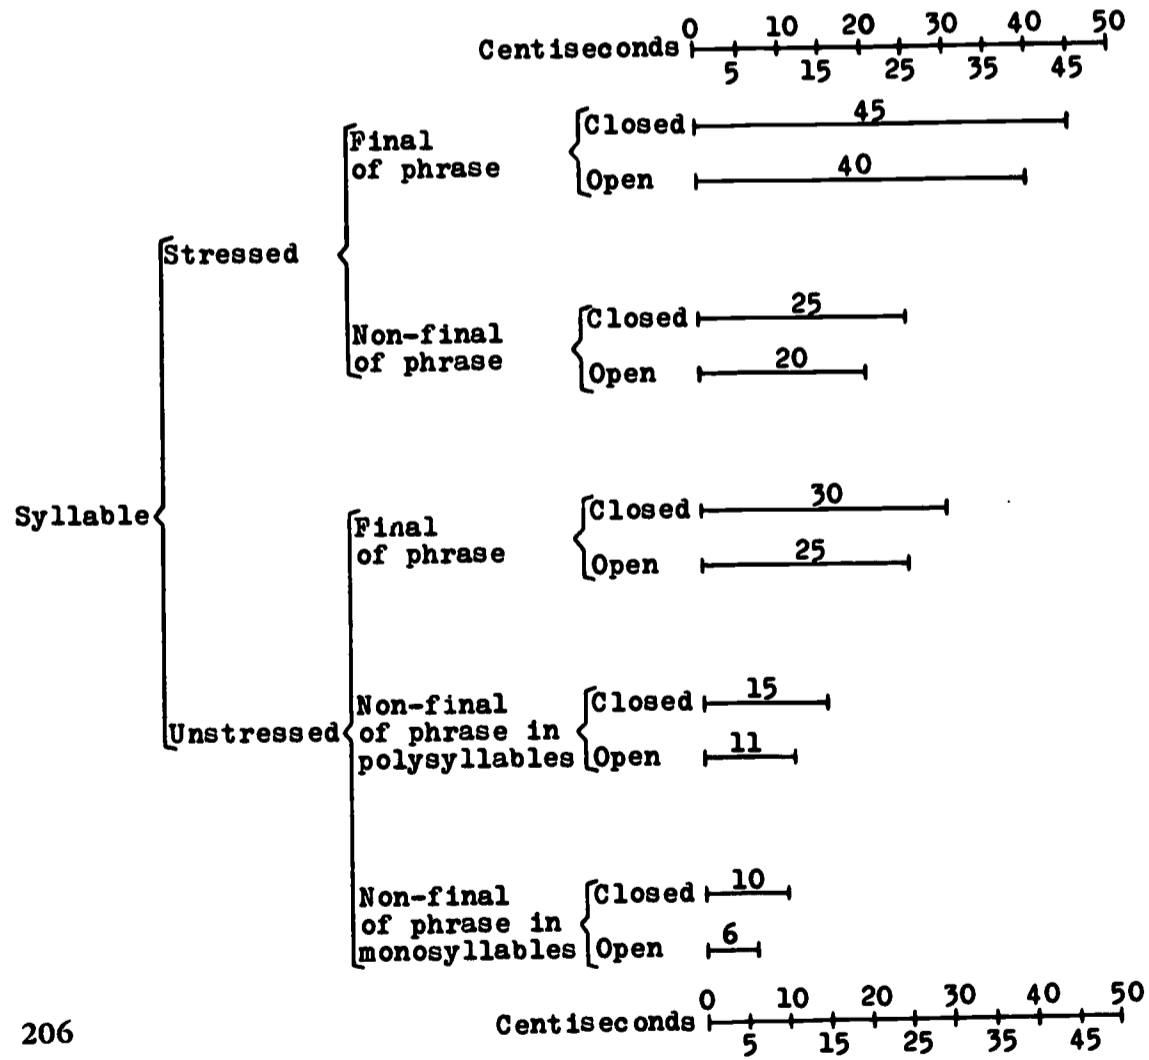 0 10 20 30 40 50
Centiseconds
5 15 25 35 45
Final
of phrase
Closed 45
Open 40
Stressed
Non-final
of phrase
Closed 25
Open 20
Syllable
Final
of phrase
Closed 30
Open 25
Unstressed
Non-final
of phrase in
polysyllables
Closed 15
Open 11
Non-final
of phrase in
monosyllables
Closed 10
Open 6
0 10 20 30 40 50
Centiseconds
5 15 25 35 45
206